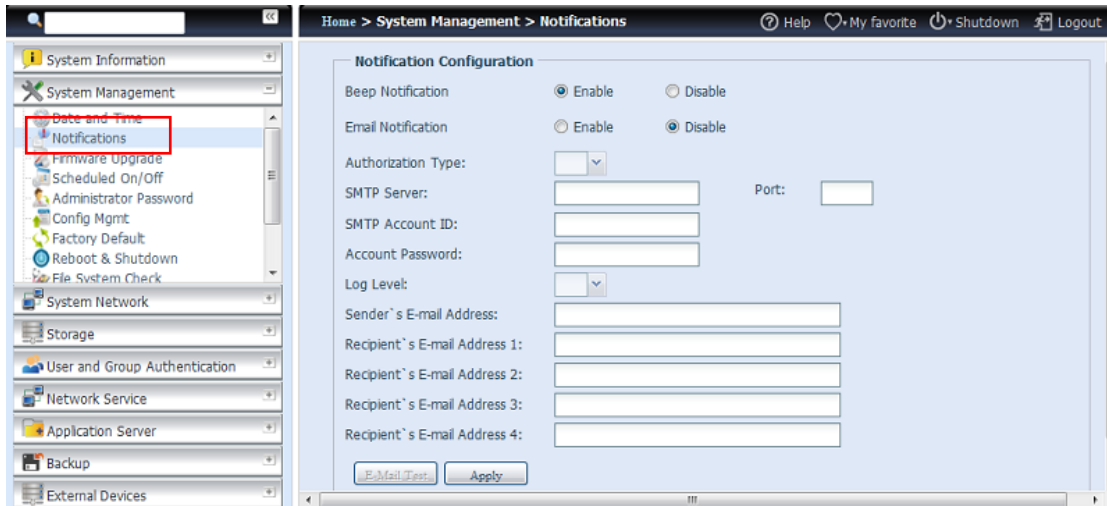 Home > System Management > Notifications
Help My favorite Shutdown Logout
System Information
System Management
Date and Time
Notifications
Firmware Upgrade
Scheduled On/Off
Administrator Password
Config Mgmt
Factory Default
Reboot & Shutdown
File System Check
System Network
Storage
User and Group Authentication
Network Service
Application Server
Backup
External Devices
Notification Configuration
Beep Notification Enable Disable
Email Notification Enable Disable
Authorization Type:
SMTP Server: Port:
SMTP Account ID:
Account Password:
Log Level:
Sender`s E-mail Address:
Recipient`s E-mail Address 1:
Recipient`s E-mail Address 2:
Recipient`s E-mail Address 3:
Recipient`s E-mail Address 4:
E-Mail Test Apply